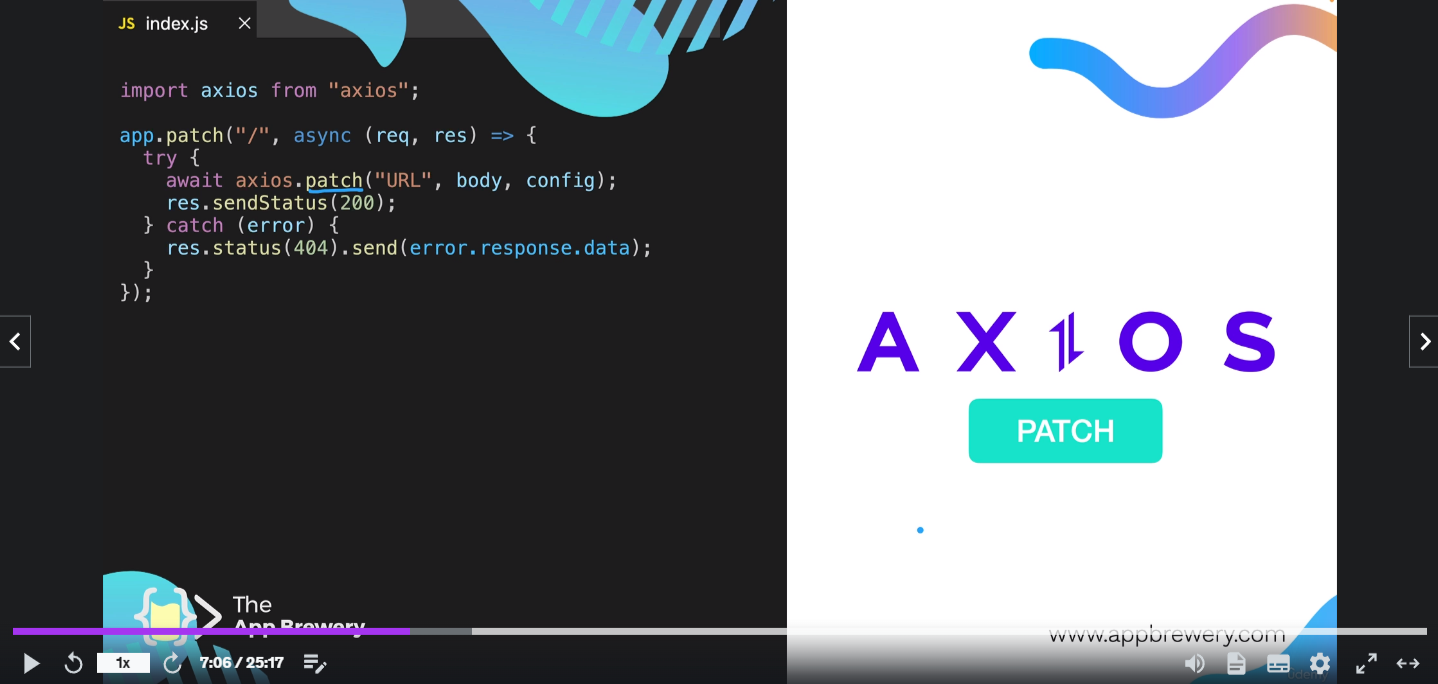 JS index.js
import axios from "axios";
app.patch("/", async (req, res) => {
try {
await axios.patch("URL", body, config);
res.sendStatus(200);
} catch (error) {
res.status(404).send(error.response.data);
}
});
AXIOS
PATCH
The
App Brewery
www.appbrewery.com
1x
7:06 / 25:17
udemy